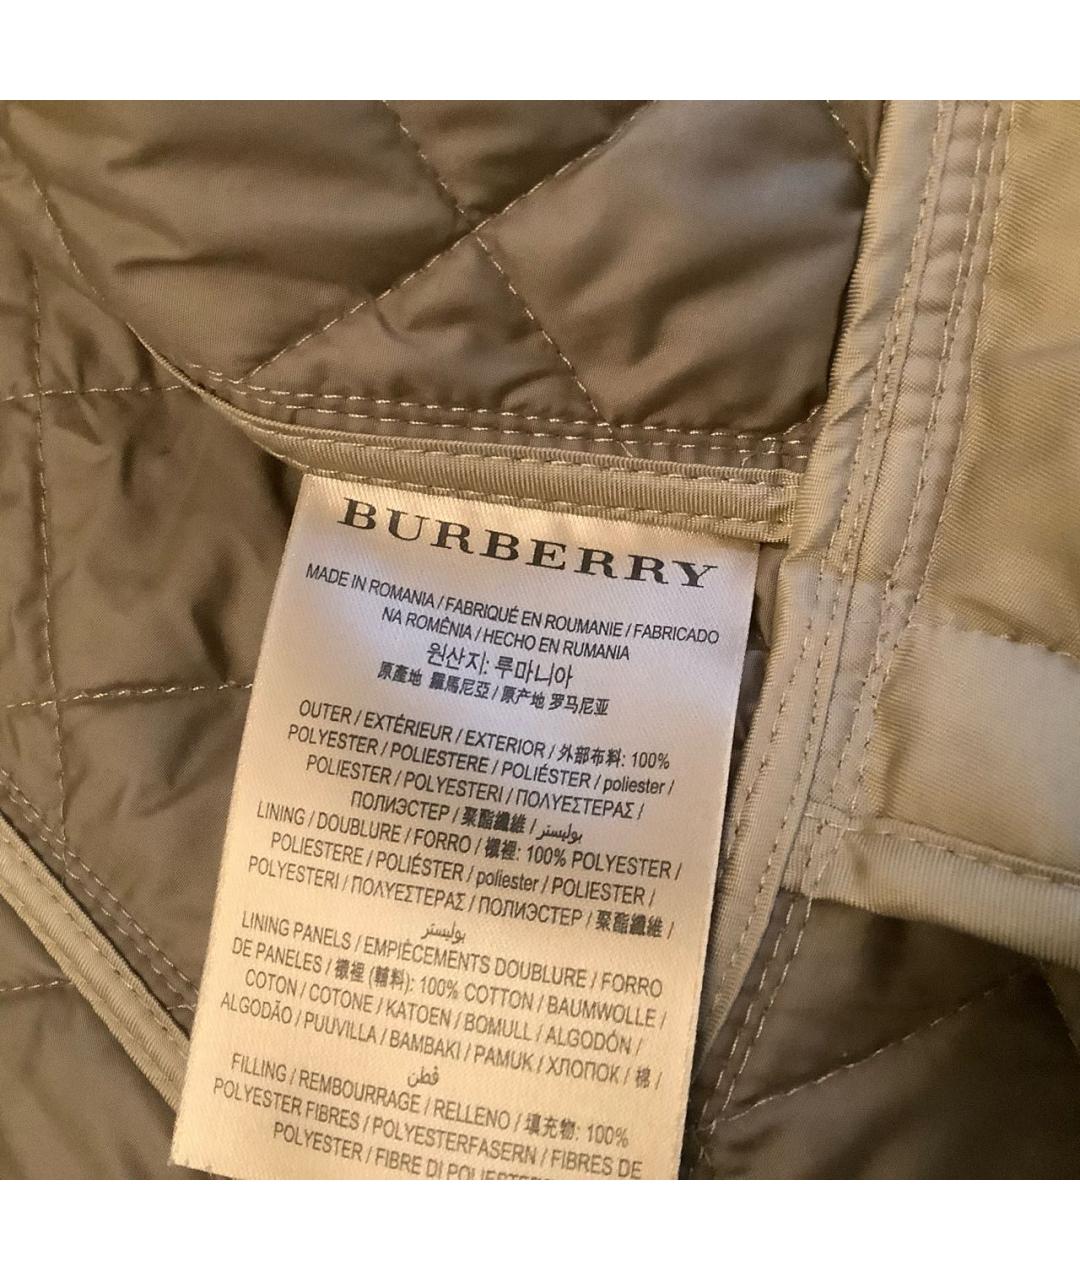 BURBERRY
MADE IN ROMANIA / FABRIQUÉ EN ROUMANIE / FABRICADO
NA ROMÊNIA / HECHO EN RUMANIA
원산지: 루마니아
原產地 羅馬尼亞 / 原产地 罗马尼亚
OUTER / EXTÉRIEUR / EXTERIOR / 外部布料: 100%
POLYESTER / POLIESTERE / POLIÉSTER / poliester /
POLIESTER / POLYESTERI / ΠΟΛΥΕΣΤΕΡΑΣ /
ПОЛИЭСТЕР / 聚酯纖維 / بوليستر
LINING / DOUBLURE / FORRO / 襯裡: 100% POLYESTER /
POLIESTERE / POLIÉSTER / poliester / POLIESTER /
POLYESTERI / ΠΟΛΥΕΣΤΕΡΑΣ / ПОЛИЭСТЕР / 聚酯纖維 /
بوليستر
LINING PANELS / EMPIÈCEMENTS DOUBLURE / FORRO
DE PANELES / 襯裡 (輔料): 100% COTTON / BAUMWOLLE /
COTON / COTONE / KATOEN / BOMULL / ALGODÓN /
ALGODÃO / PUUVILLA / BAMBAKI / PAMUK / ХЛОПОК / 棉 /
قطن
FILLING / REMBOURRAGE / RELLENO / 填充物: 100%
POLYESTER FIBRES / POLYESTERFASERN / FIBRES DE
POLYESTER / FIBRE DI